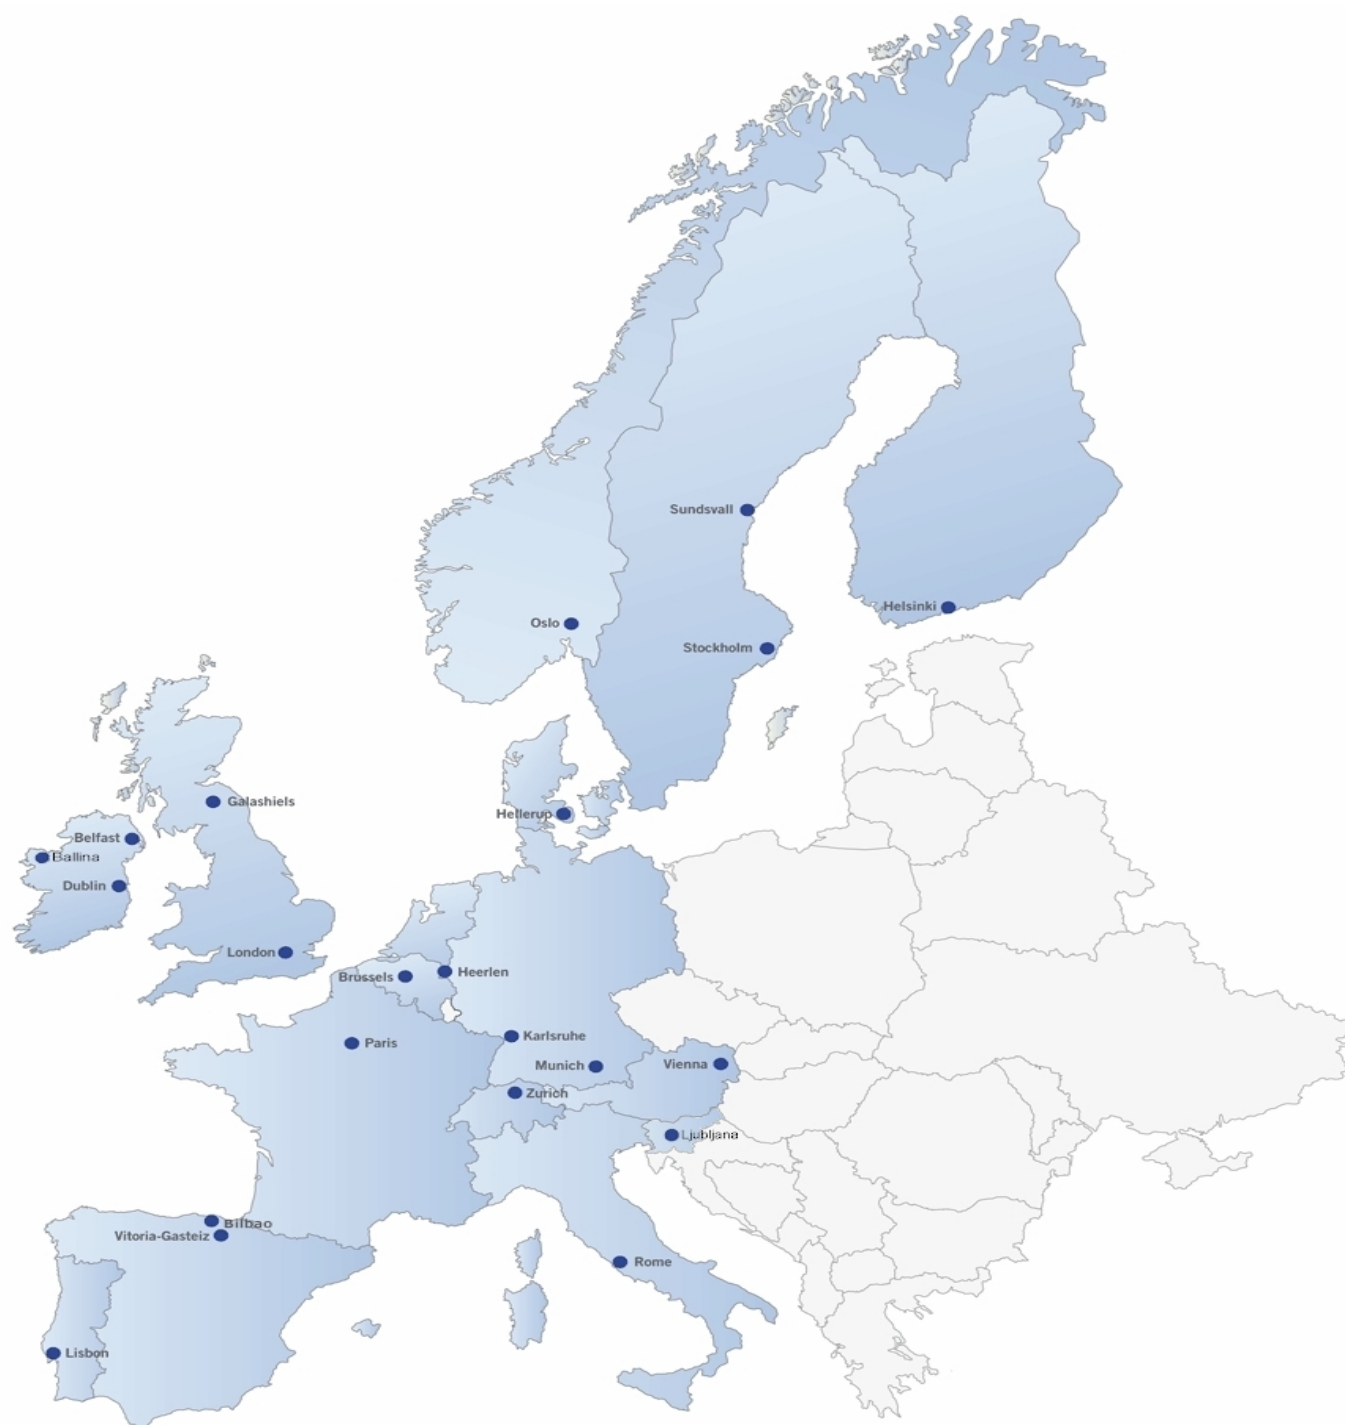 Sundsvall
Helsinki
Oslo
Stockholm
Galashiels
Hellerup
Belfast
Ballina
Dublin
London
Brussels
Heerlen
Karlsruhe
Paris
Munich
Vienna
Zurich
Ljubljana
Bilbao
Vitoria-Gasteiz
Rome
Lisbon